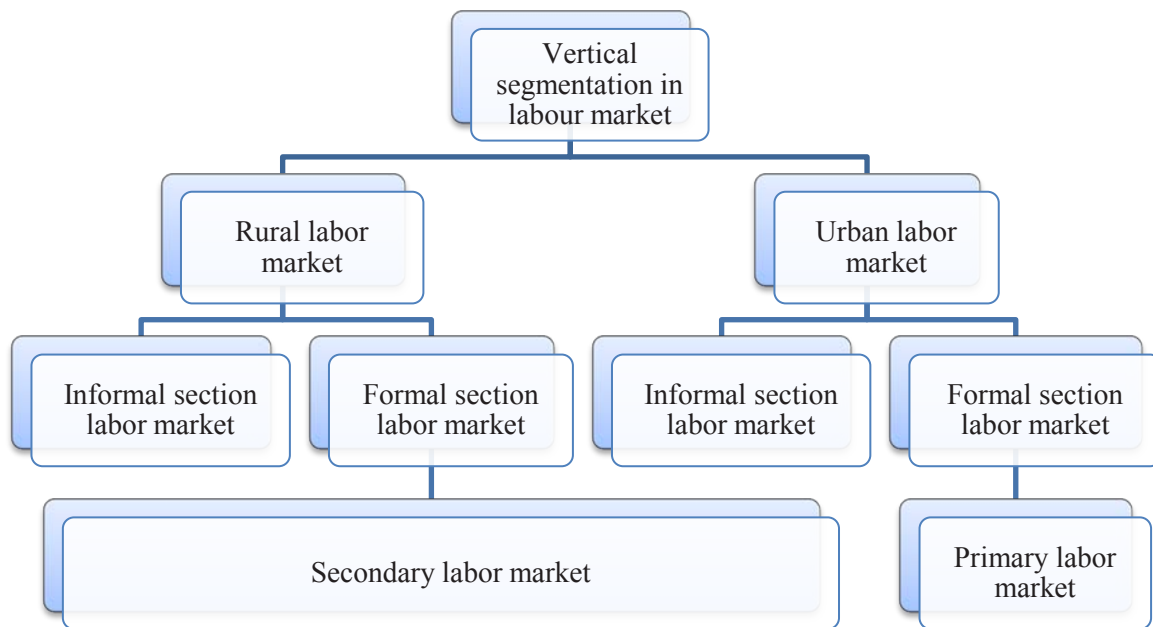 Vertical
segmentation in
labour market
Rural labor
market
Urban labor
market
Informal section
labor market
Formal section
labor market
Informal section
labor market
Formal section
labor market
Secondary labor market
Primary labor
market